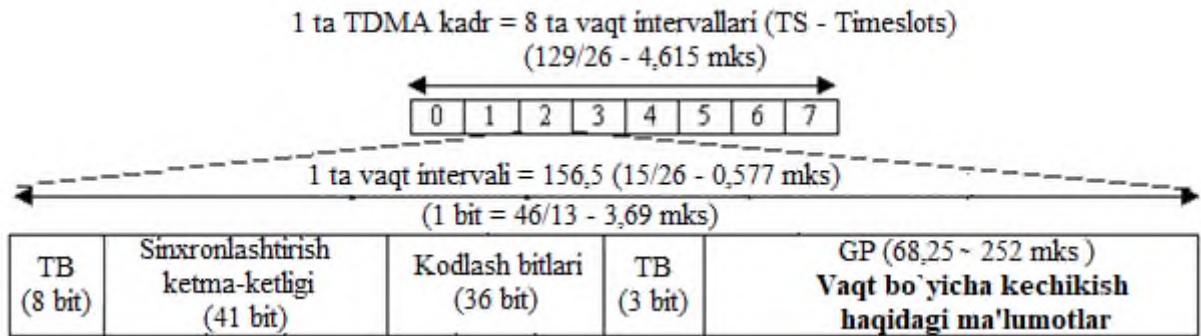 1 ta TDMA kadr = 8 ta vaqt intervallari (TS - Timeslots)
(129/26 - 4,615 mks)
0 1 2 3 4 5 6 7
1 ta vaqt intervali = 156,5 (15/26 - 0,577 mks)
(1 bit = 46/13 - 3,69 mks)
TB
(8 bit)
Sinxronlashtirish
ketma-ketligi
(41 bit)
Kodlash bitlari
(36 bit)
TB
(3 bit)
GP (68,25 ~ 252 mks )
Vaqt bo`yicha kechikish
haqidagi ma'lumotlar